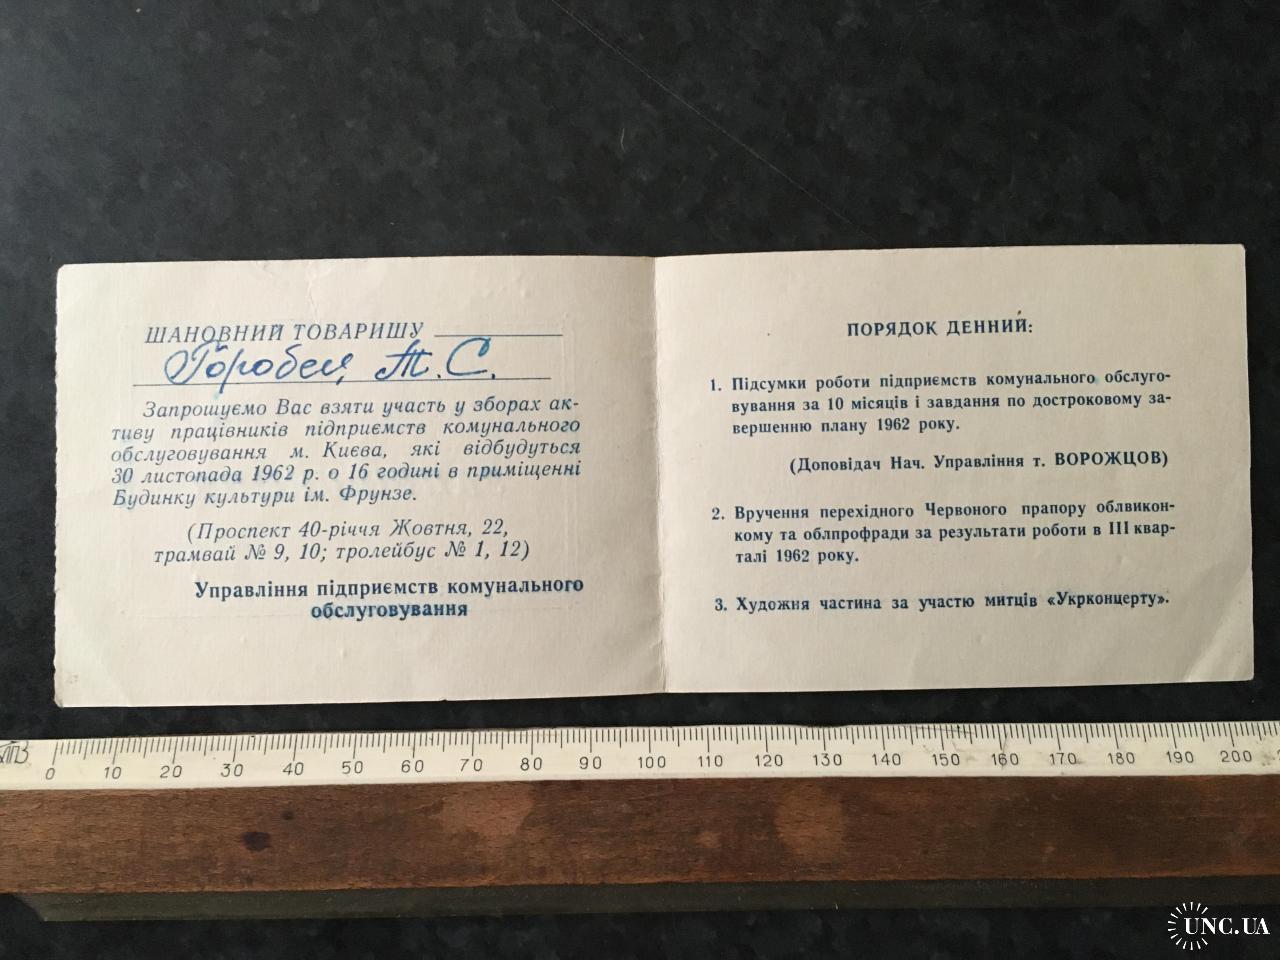 ШАНОВНИЙ ТОВАРИШУ
Горобец Т. С.
Запрошуємо Вас взяти участь у зборах ак-
тиву працівників підприємств комунального
обслуговування м. Києва, які відбудуться
30 листопада 1962 р. о 16 годині в приміщенні
Будинку культури ім. Фрунзе.
(Проспект 40-річчя Жовтня, 22,
трамвай № 9, 10; тролейбус № 1, 12)
Управління підприємств комунального
обслуговування
ПОРЯДОК ДЕННИЙ:
1. Підсумки роботи підприємств комунального обслуго-
вування за 10 місяців і завдання по достроковому за-
вершенню плану 1962 року.
(Доповідач Нач. Управління т. ВОРОЖЦОВ)
2. Вручення перехідного Червоного прапору облвикон-
кому та облпрофради за результати роботи в III квар-
талі 1962 року.
3. Художня частина за участю митців «Укрконцерту».
0 10 20 30 40 50 60 70 80 90 100 110 120 130 140 150 160 170 180 190 200
UNC.UA